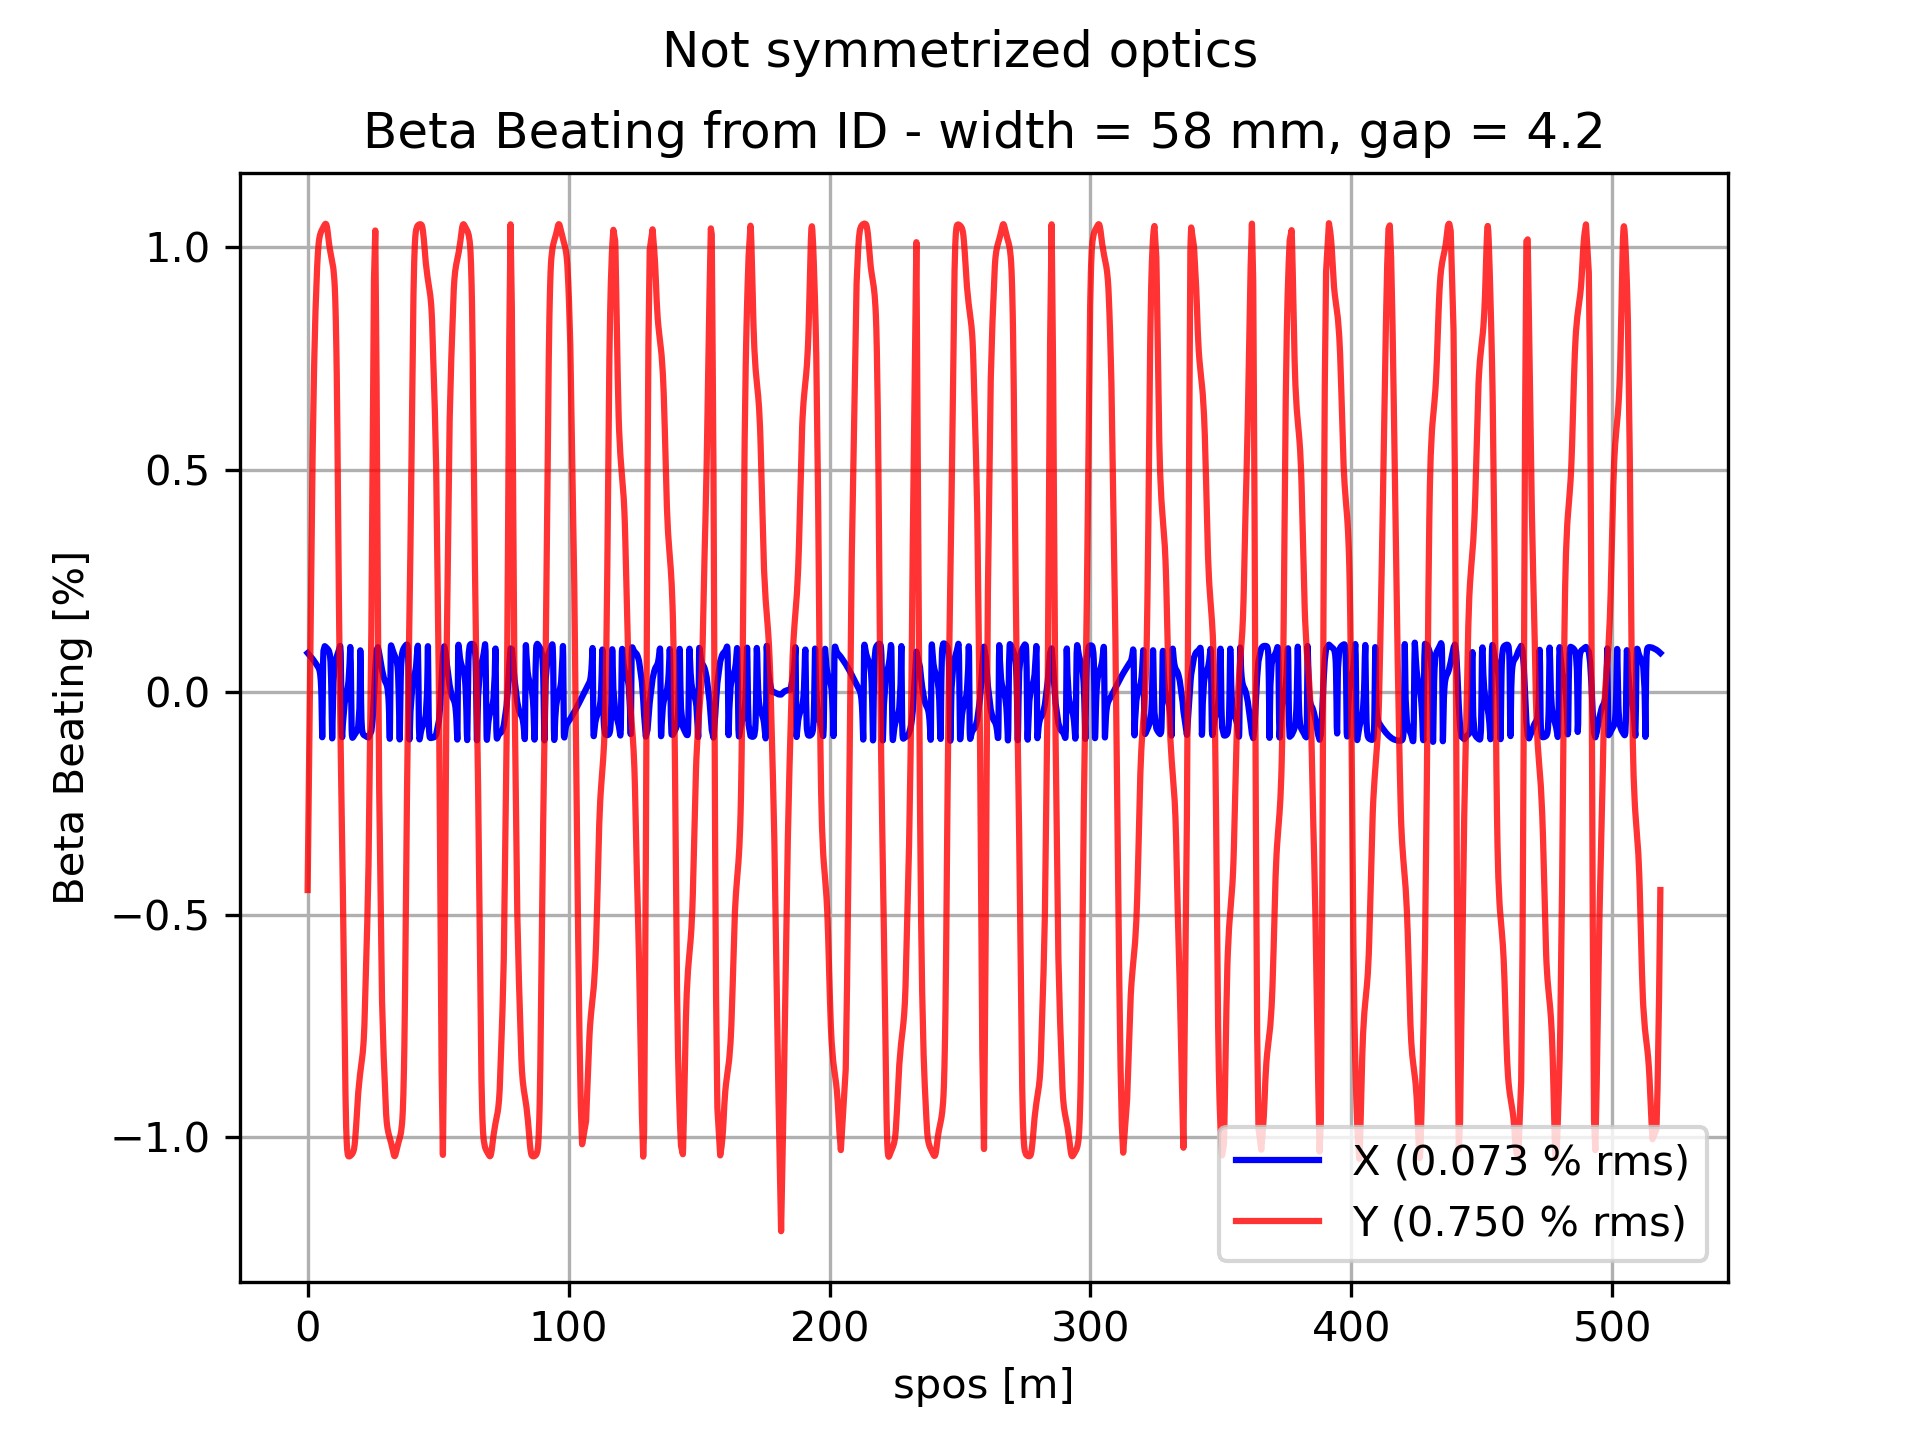 Not symmetrized optics
Beta Beating from ID - width = 58 mm, gap = 4.2
Beta Beating [%]
1.0
0.5
0.0
−0.5
−1.0
X (0.073 % rms)
Y (0.750 % rms)
0 100 200 300 400 500
spos [m]